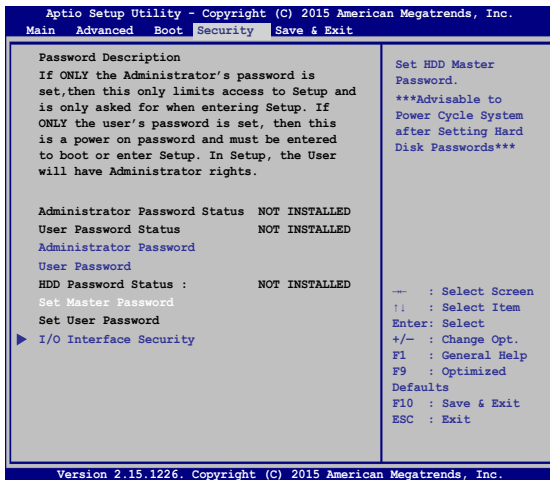 Aptio Setup Utility - Copyright (C) 2015 American Megatrends, Inc.
Main Advanced Boot Security Save & Exit
Password Description
If ONLY the Administrator's password is
set,then this only limits access to Setup and
is only asked for when entering Setup. If
ONLY the user's password is set, then this
is a power on password and must be entered
to boot or enter Setup. In Setup, the User
will have Administrator rights.
Administrator Password Status NOT INSTALLED
User Password Status NOT INSTALLED
Administrator Password
User Password
HDD Password Status : NOT INSTALLED
Set Master Password
Set User Password
I/O Interface Security
Set HDD Master
Password.
***Advisable to
Power Cycle System
after Setting Hard
Disk Passwords***
→← : Select Screen
↑↓ : Select Item
Enter: Select
+/— : Change Opt.
F1 : General Help
F9 : Optimized
Defaults
F10 : Save & Exit
ESC : Exit
Version 2.15.1226. Copyright (C) 2015 American Megatrends, Inc.